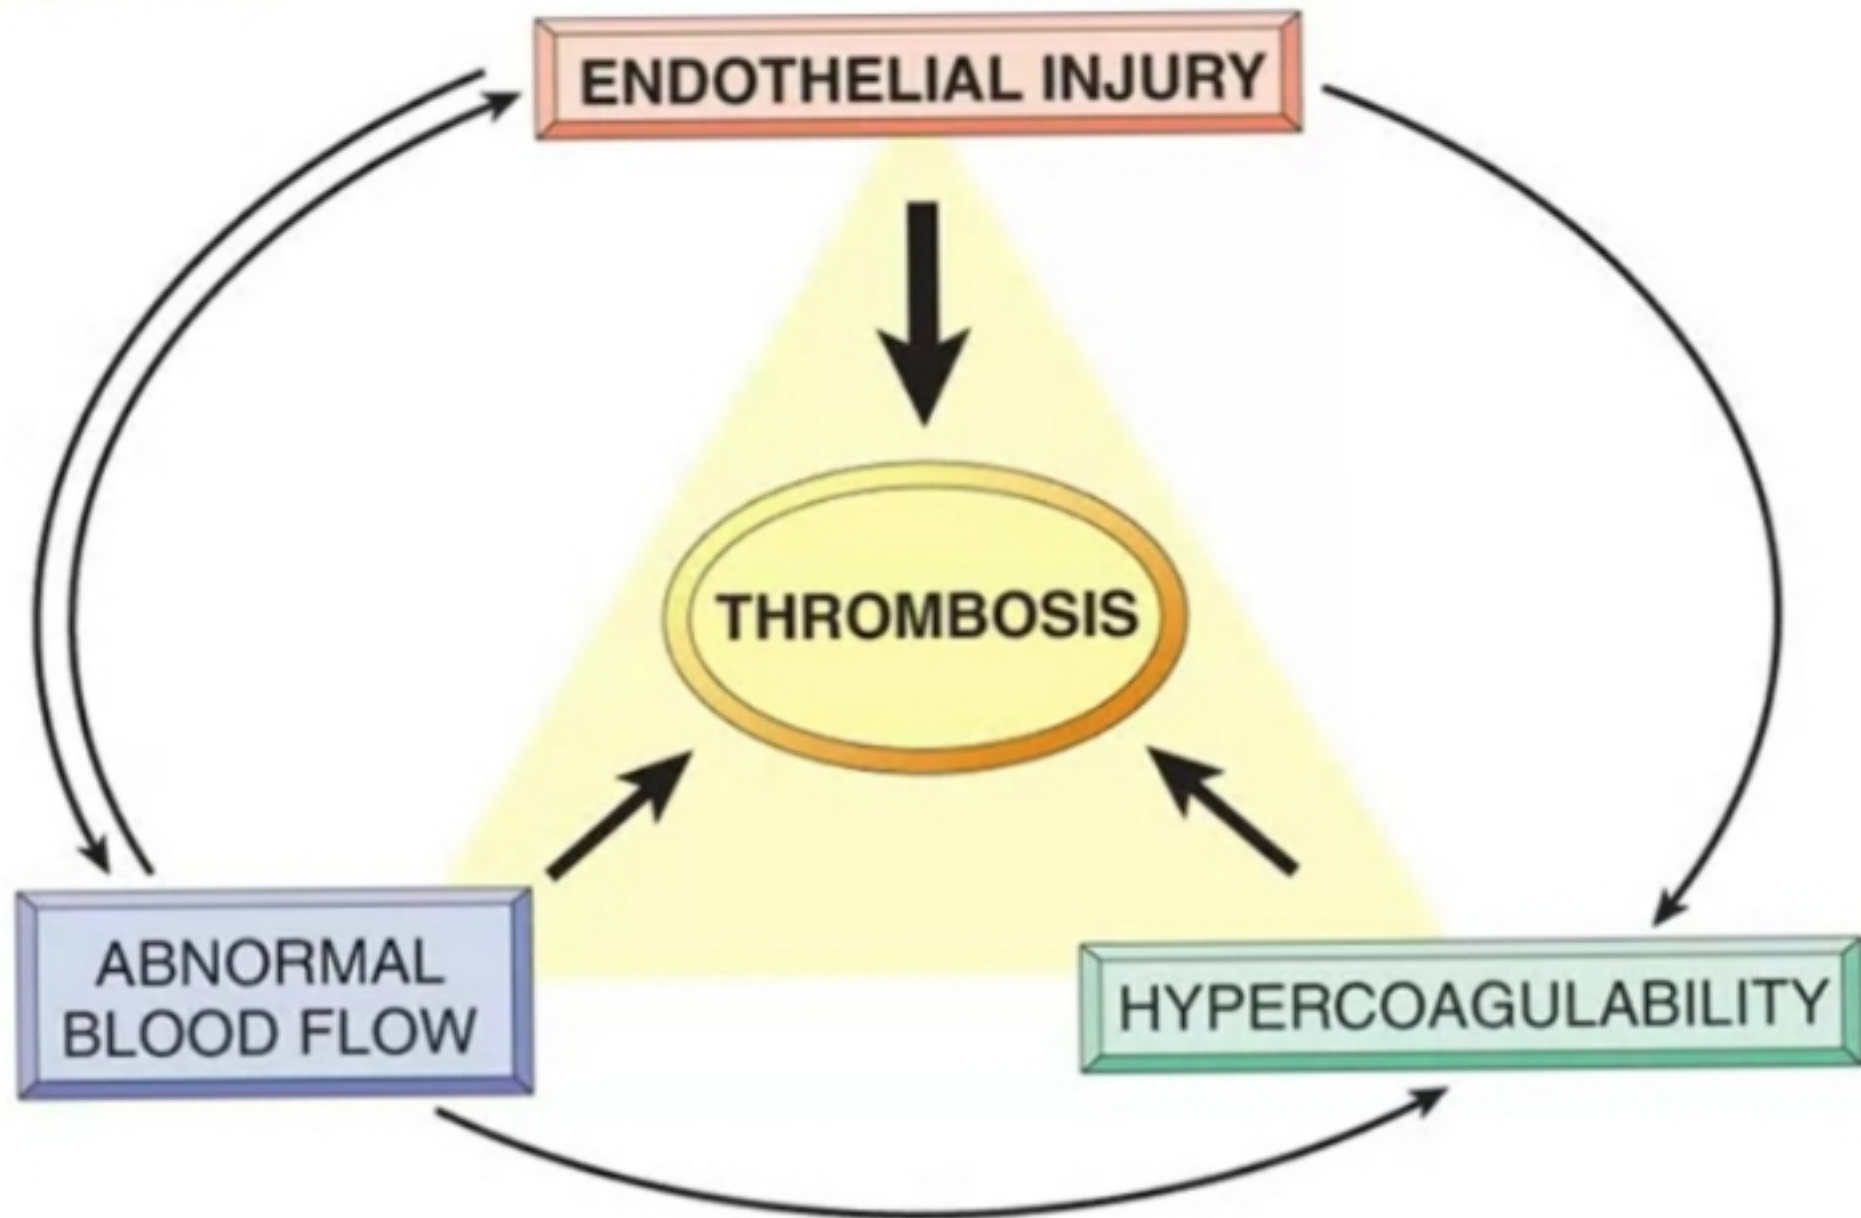 ENDOTHELIAL INJURY
THROMBOSIS
ABNORMAL
BLOOD FLOW
HYPERCOAGULABILITY